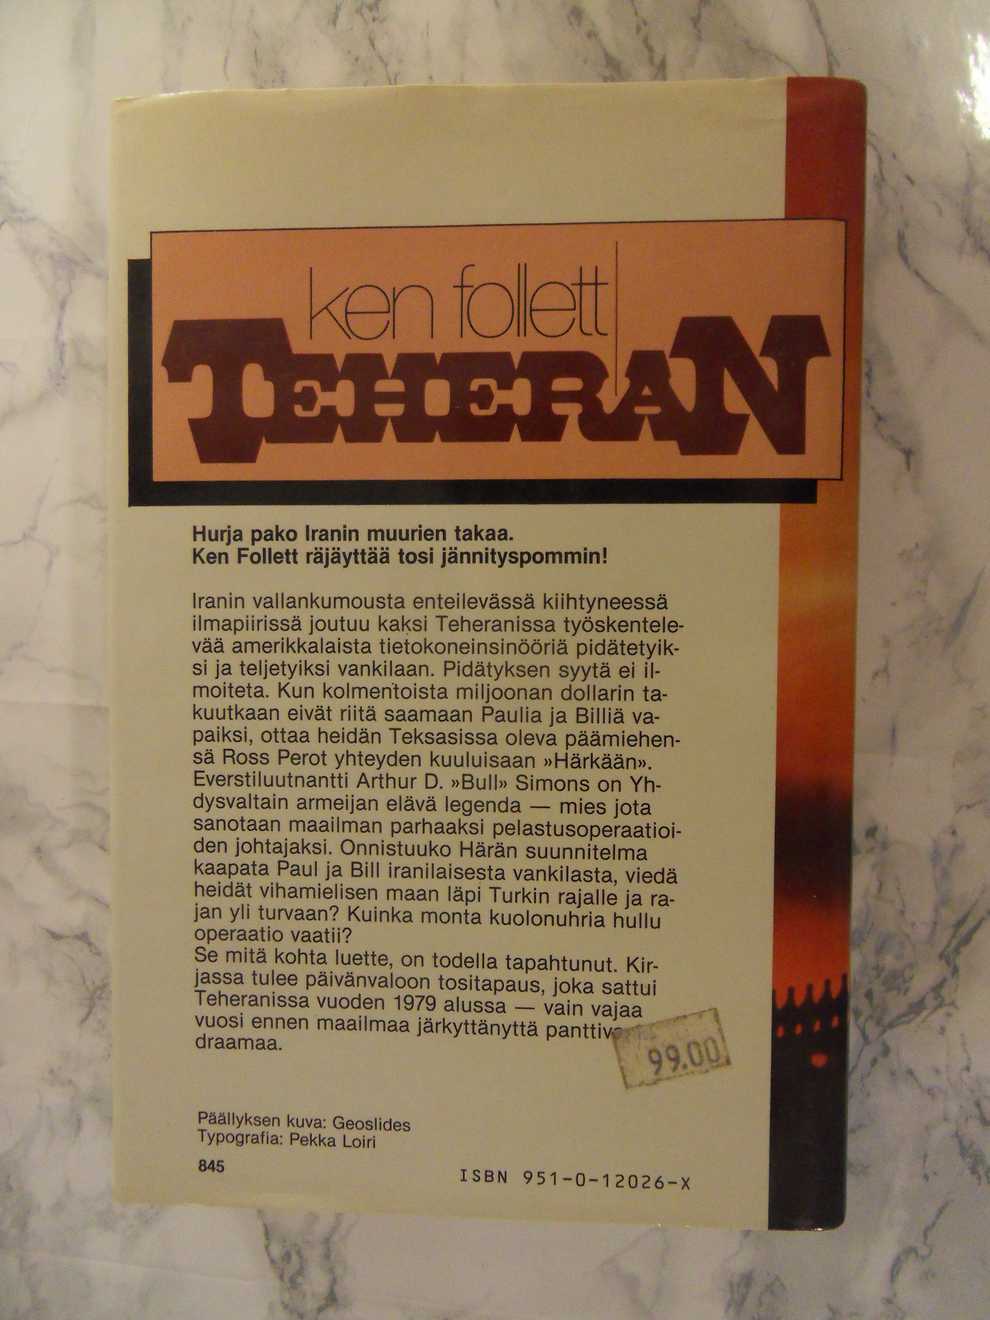 ken follett
TEHERAN
Hurja pako Iranin muurien takaa.
Ken Follett räjäyttää tosi jännityspommin!
Iranin vallankumousta enteilevässä kiihtyneessä
ilmapiirissä joutuu kaksi Teheranissa työskentele-
vää amerikkalaista tietokoneinsinööriä pidätetyik-
si ja teljetyiksi vankilaan. Pidätyksen syytä ei il-
moiteta. Kun kolmentoista miljoonan dollarin ta-
kuutkaan eivät riitä saamaan Paulia ja Billiä va-
paiksi, ottaa heidän Teksasissa oleva päämiehen-
sä Ross Perot yhteyden kuuluisaan »Härkään».
Everstiluutnantti Arthur D. »Bull» Simons on Yh-
dysvaltain armeijan elävä legenda — mies jota
sanotaan maailman parhaaksi pelastusoperaatioi-
den johtajaksi. Onnistuuko Härän suunnitelma
kaapata Paul ja Bill iranilaisesta vankilasta, viedä
heidät vihamielisen maan läpi Turkin rajalle ja ra-
jan yli turvaan? Kuinka monta kuolonuhria hullu
operaatio vaatii?
Se mitä kohta luette, on todella tapahtunut. Kir-
jassa tulee päivänvaloon tositapaus, joka sattui
Teheranissa vuoden 1979 alussa — vain vajaa
vuosi ennen maailmaa järkyttänyttä
draamaa.
99.00
Päällyksen kuva: Geoslides
Typografia: Pekka Loiri
845
ISBN 951-0-12026-X